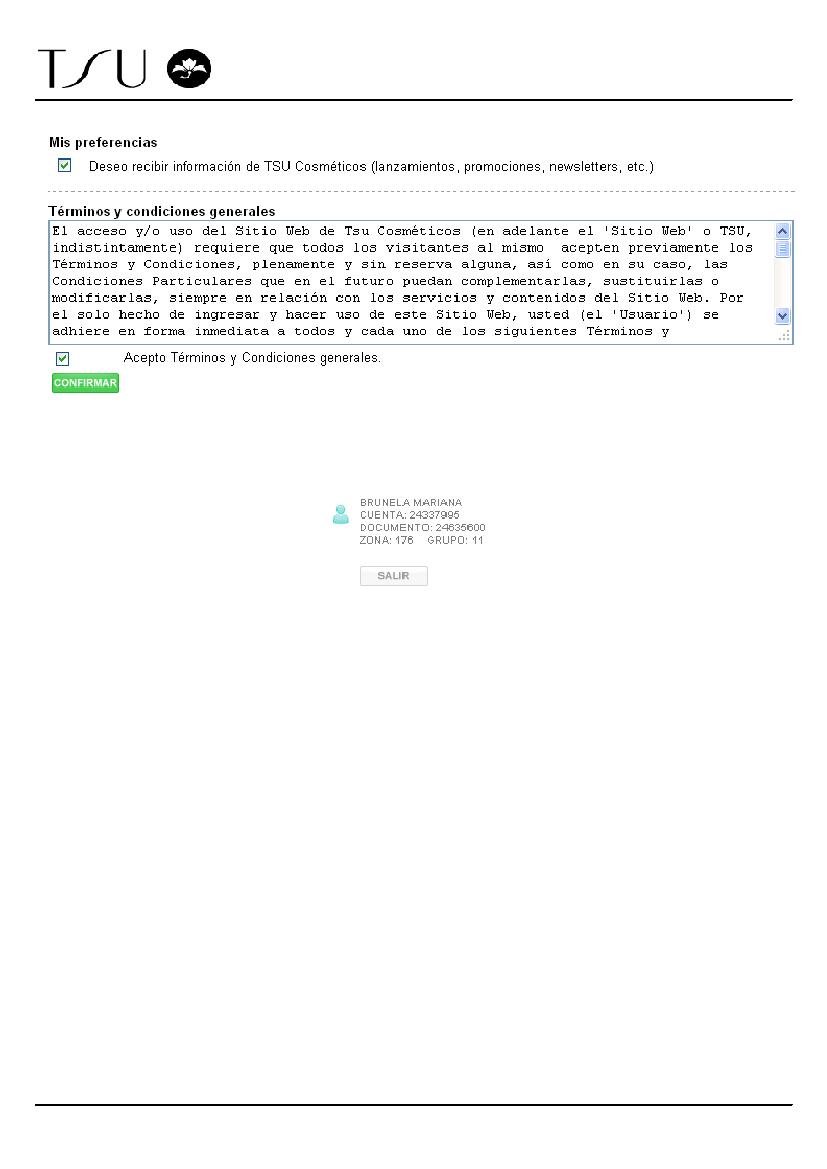 TSU
Mis preferencias
Deseo recibir información de TSU Cosméticos (lanzamientos, promociones, newsletters, etc.)
Términos y condiciones generales
El acceso y/o uso del Sitio Web de Tsu Cosméticos (en adelante el 'Sitio Web' o TSU,
indistintamente) requiere que todos los visitantes al mismo  acepten previamente los
Términos y Condiciones, plenamente y sin reserva alguna, así como en su caso, las
Condiciones Particulares que en el futuro puedan complementarlas, sustituirlas o
modificarlas, siempre en relación con los servicios y contenidos del Sitio Web. Por
el solo hecho de ingresar y hacer uso de este Sitio Web, usted (el 'Usuario') se
adhiere en forma inmediata a todos y cada uno de los siguientes Términos y
Acepto Términos y Condiciones generales.
CONFIRMAR
BRUNELA MARIANA
CUENTA: 24337995
DOCUMENTO: 24635600
ZONA: 176 GRUPO: 11
SALIR